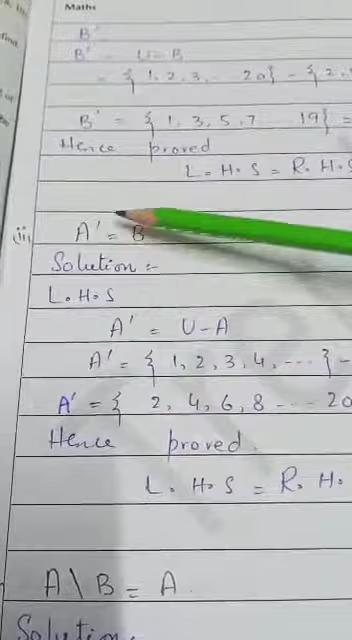 Maths
B'
B' = U - B
= { 1, 2, 3, ... 20} - { 2,
B' = { 1, 3, 5, 7 ... 19} =
Hence proved
L.H.S = R.H.S
(ii) A' = B
Solution :-
L.H.S
A' = U - A
A' = { 1, 2, 3, 4, .... } -
A' = { 2, 4, 6, 8 .... 20
Hence proved.
L.H.S = R.H.
A \ B = A
Solution